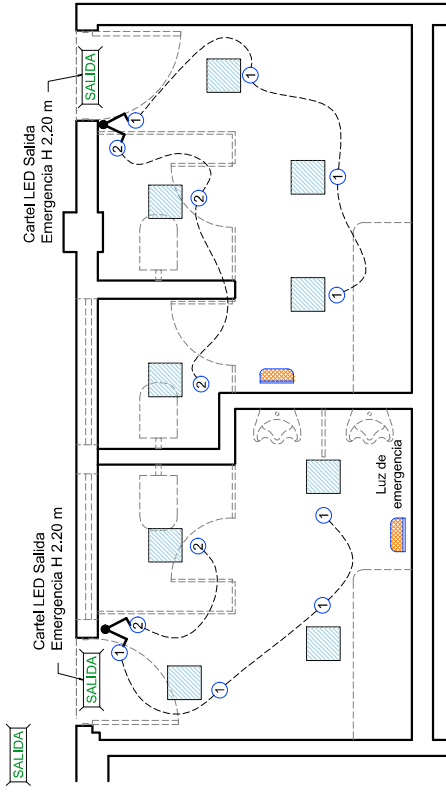 Cartel LED Salida
Emergencia H 2.20 m
SALIDA
1
2
1
2
1
2
1
Cartel LED Salida
Emergencia H 2.20 m
SALIDA
2
1
2
1
1
Luz de
emergencia
SALIDA